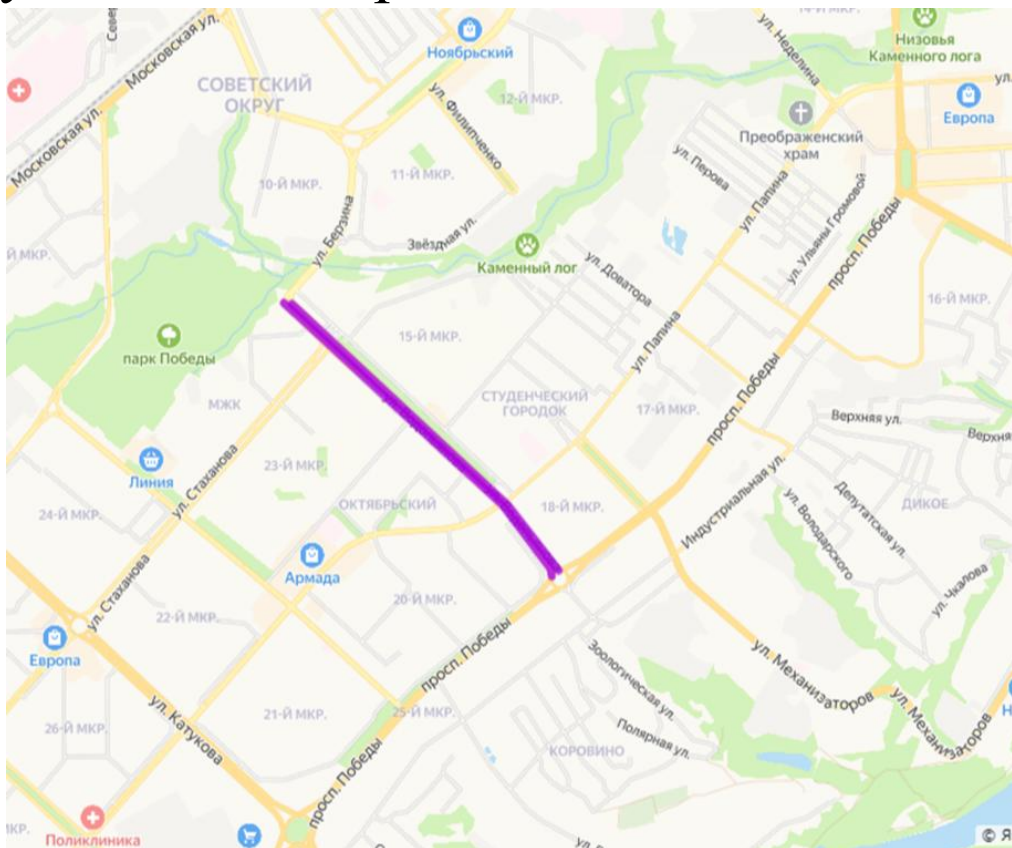 Московская ул.
Ноябрьский
СОВЕТСКИЙ
ОКРУГ
ул. Неделина
Низовья
Каменного лога
ул.
Европа
Московская ул.
ул. Филипченко
12-Й МКР.
Преображенский
храм
10-Й МКР.
11-Й МКР.
ул. Перова
ул. Папина
ул. Ульяны Громовой
просп. Победы
ул. Берзина
Звёздная ул.
Каменный лог
ул. Доватора
Й МКР.
16-Й МКР.
парк Победы
15-Й МКР.
ул. Папина
МЖК
СТУДЕНЧЕСКИЙ
ГОРОДОК
17-Й МКР.
просп. Победы
Верхняя ул.
Верхня
Линия
ул. Стаханова
23-Й МКР.
24-Й МКР.
ОКТЯБРЬСКИЙ
18-Й МКР.
Индустриальная ул.
ул. Володарского
Депутатская ул.
ДИКОЕ
Армада
ул. Стаханова
20-Й МКР.
ул. Чкалова
22-Й МКР.
Европа
просп. Победы
Зоологическая ул.
ул. Механизаторов
ул. Механизаторов
ул. Катукова
21-Й МКР.
25-Й МКР.
26-Й МКР.
просп. Победы
Полярная ул.
КОРОВИНО
МКР.
Поликлиника
© Я